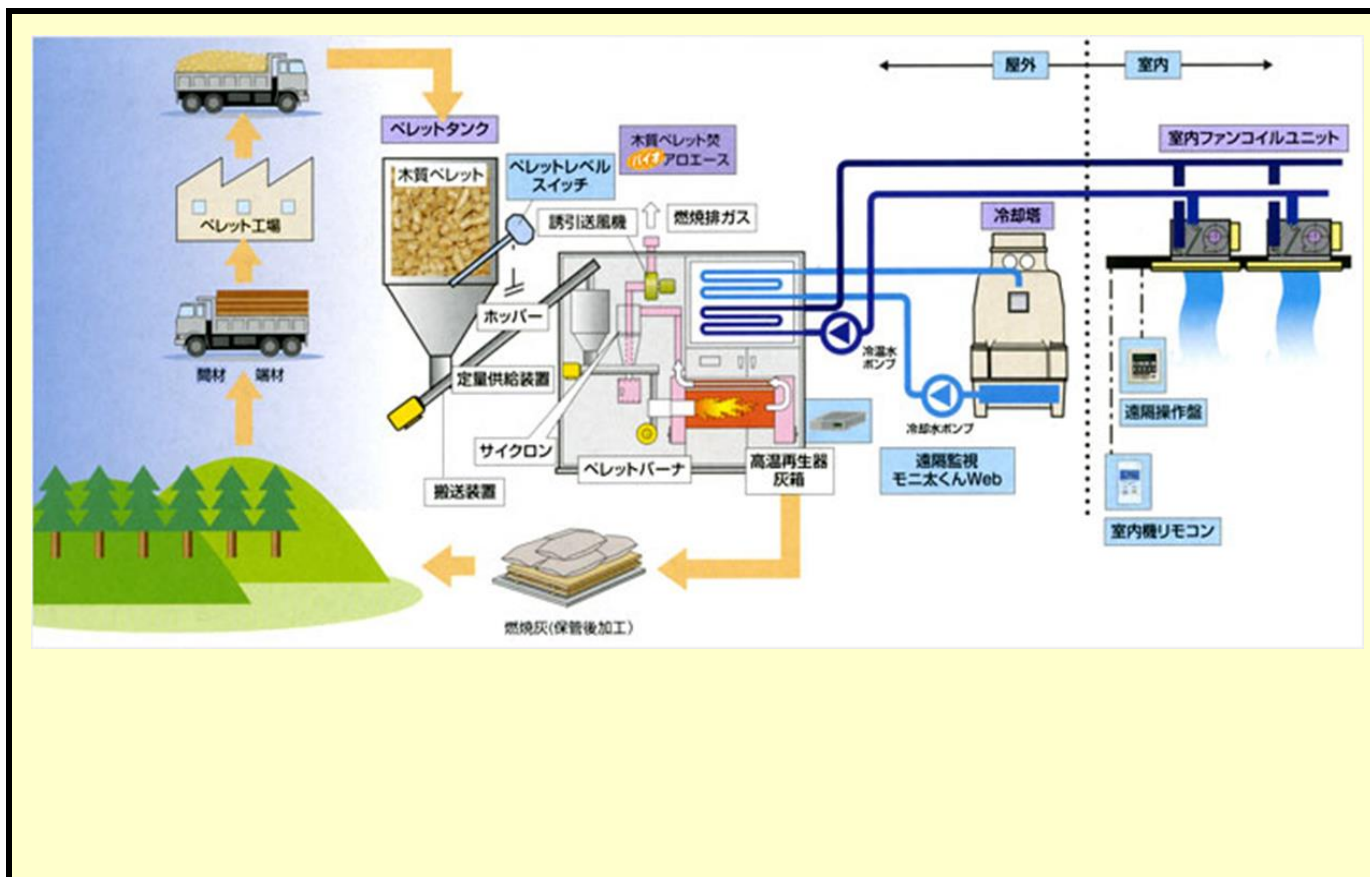 屋外
室内
ペレットタンク
木質ペレット焚
バイオアロエース
室内ファンコイルユニット
木質ペレット
ペレットレベル
スイッチ
誘引送風機
燃焼排ガス
冷却塔
ペレット工場
ホッパー
冷温水
ポンプ
間材 端材
定量供給装置
遠隔操作盤
冷却水ポンプ
サイクロン
ペレットバーナ
高温再生器
灰箱
遠隔監視
モニ太くんWeb
搬送装置
室内機リモコン
燃焼灰(保管後加工)